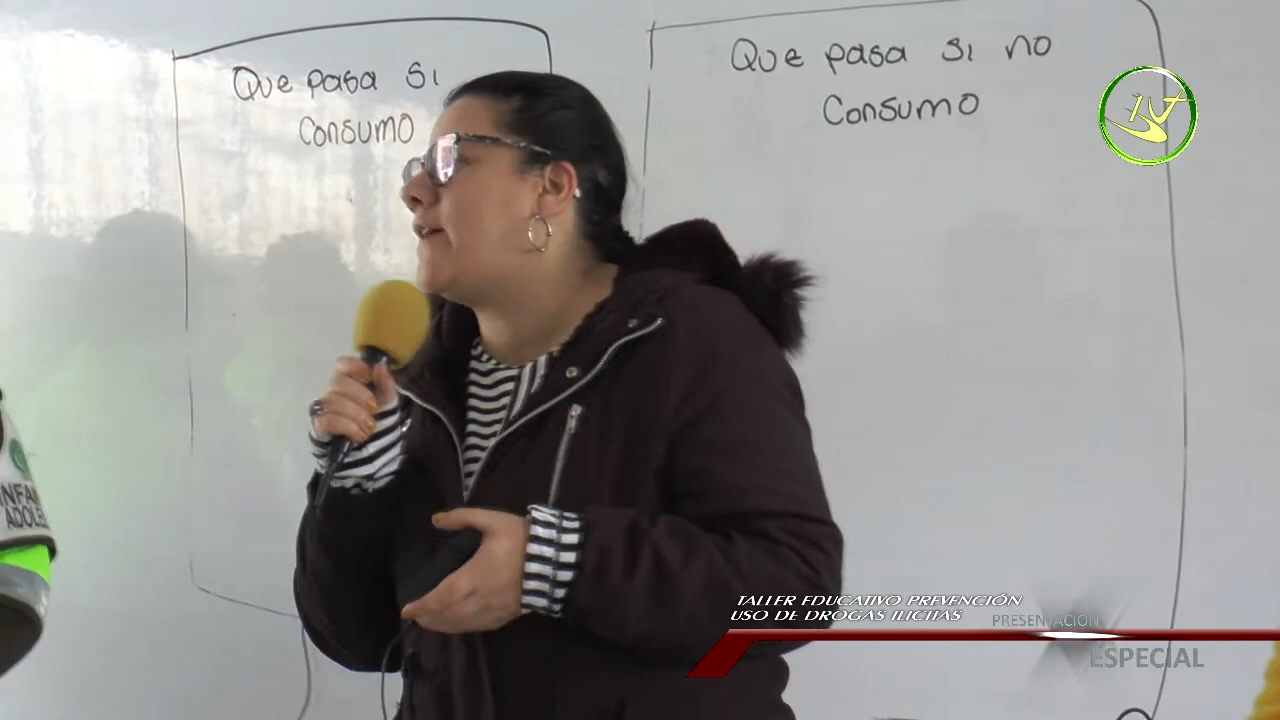 Que pasa si
Consumo
Que pasa si no
Consumo
TALLER EDUCATIVO PREVENCIÓN
USO DE DROGAS ILICITAS
PRESENTACIÓN
ESPECIAL